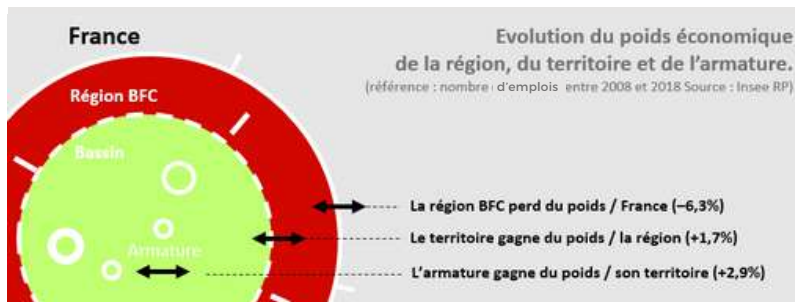 France
Evolution du poids économique
de la région, du territoire et de l'armature.
(référence : nombre d'emplois entre 2008 et 2018 Source : Insee RP)
Région BFC
Bassin
La région BFC perd du poids / France (–6,3%)
Le territoire gagne du poids / la région (+1,7%)
Armature
L'armature gagne du poids / son territoire (+2,9%)